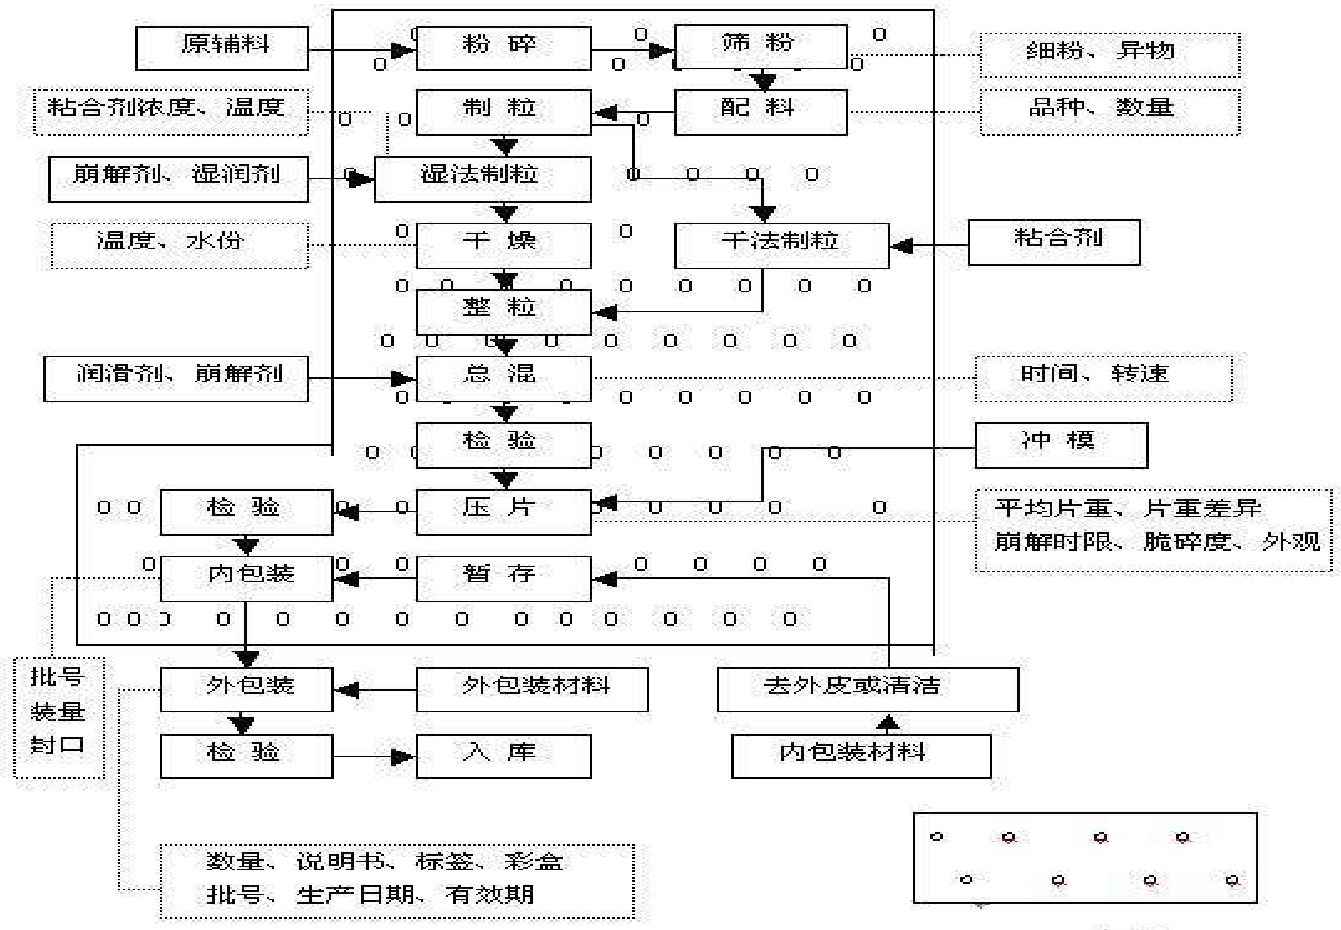 原辅料
粉碎
筛粉
细粉、异物
粘合剂浓度、温度
制粒
配料
品种、数量
崩解剂、湿润剂
湿法制粒
温度、水份
干燥
干法制粒
粘合剂
整粒
润滑剂、崩解剂
总混
时间、转速
检验
冲模
检验
压片
平均片重、片重差异
崩解时限、脆碎度、外观
内包装
暂存
批号
装量
封口
外包装
外包装材料
去外皮或清洁
检验
入库
内包装材料
数量、说明书、标签、彩盒
批号、生产日期、有效期